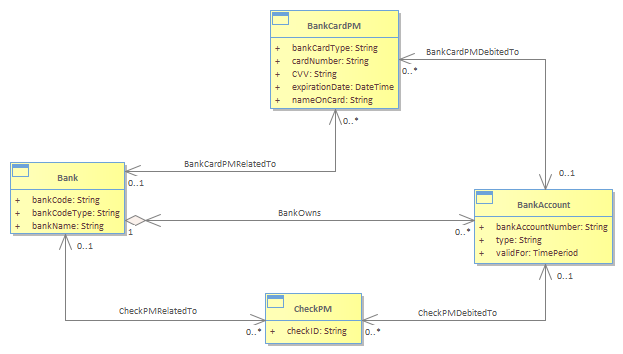 BankCardPM
+ bankCardType: String
+ cardNumber: String
+ CVV: String
+ expirationDate: DateTime
+ nameOnCard: String
BankCardPMDebitedTo
0..*
0..*
BankCardPMRelatedTo
0..1
0..1
Bank
+ bankCode: String
+ bankCodeType: String
+ bankName: String
BankOwns
1
0..*
BankAccount
+ bankAccountNumber: String
+ type: String
+ validFor: TimePeriod
0..1
0..1
CheckPMRelatedTo
CheckPMDebitedTo
0..*
0..*
CheckPM
+ checkID: String